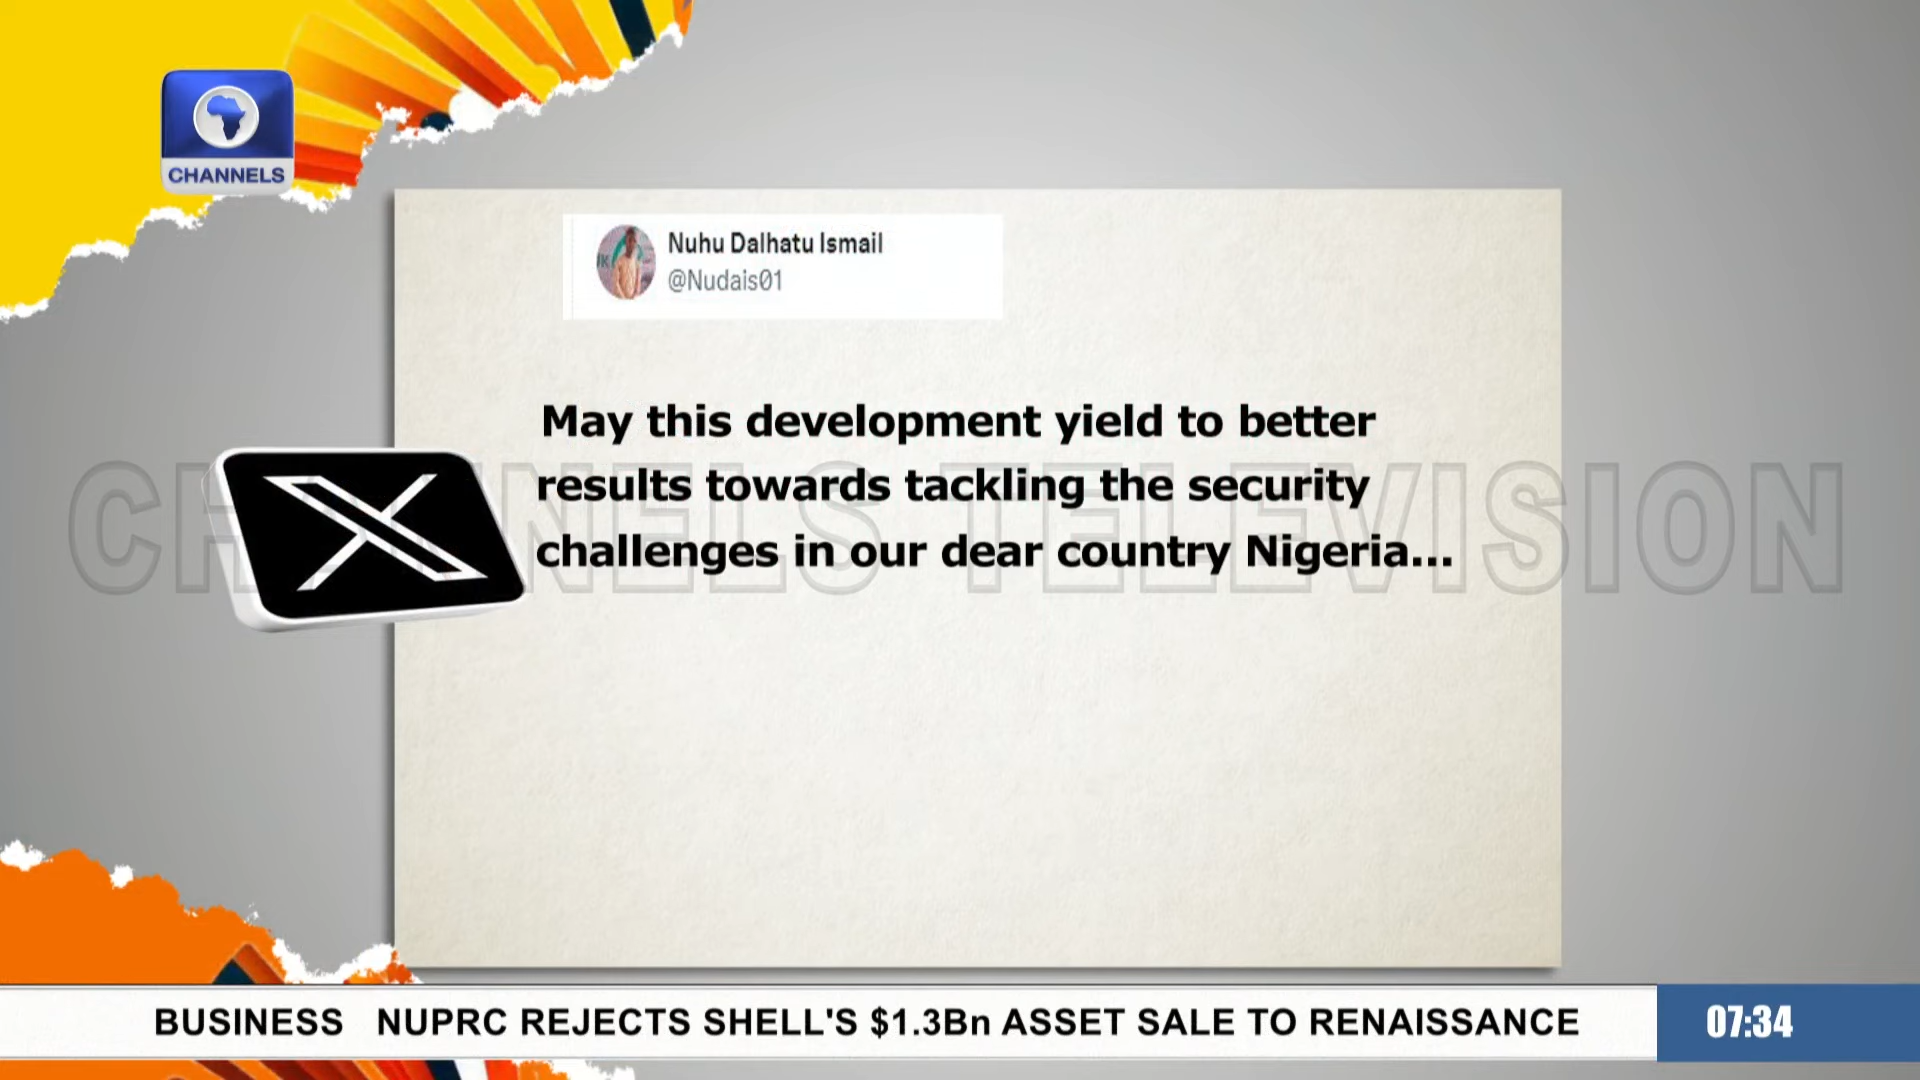 CHANNELS
Nuhu Dalhatu Ismail
@Nudais01
May this development yield to better
results towards tackling the security
challenges in our dear country Nigeria...
CHANNELS TELEVISION
BUSINESS NUPRC REJECTS SHELL'S $1.3Bn ASSET SALE TO RENAISSANCE
07:34